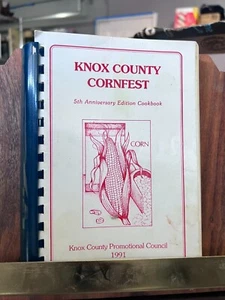 KNOX COUNTY
CORNFEST
5th Anniversary Edition Cookbook
CORN
Knox County Promotional Council
1991